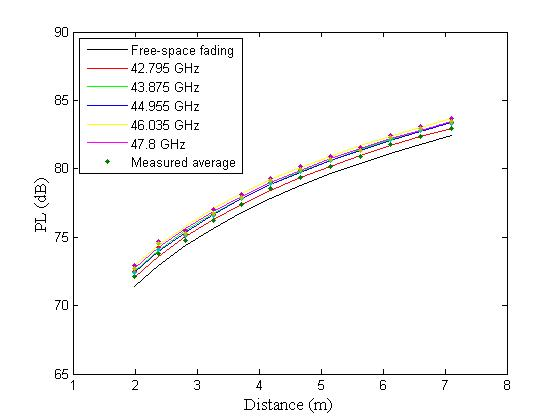 90
85
80
75
70
65
PL (dB)
Free-space fading
42.795 GHz
43.875 GHz
44.955 GHz
46.035 GHz
47.8 GHz
Measured average
1 2 3 4 5 6 7 8
Distance (m)